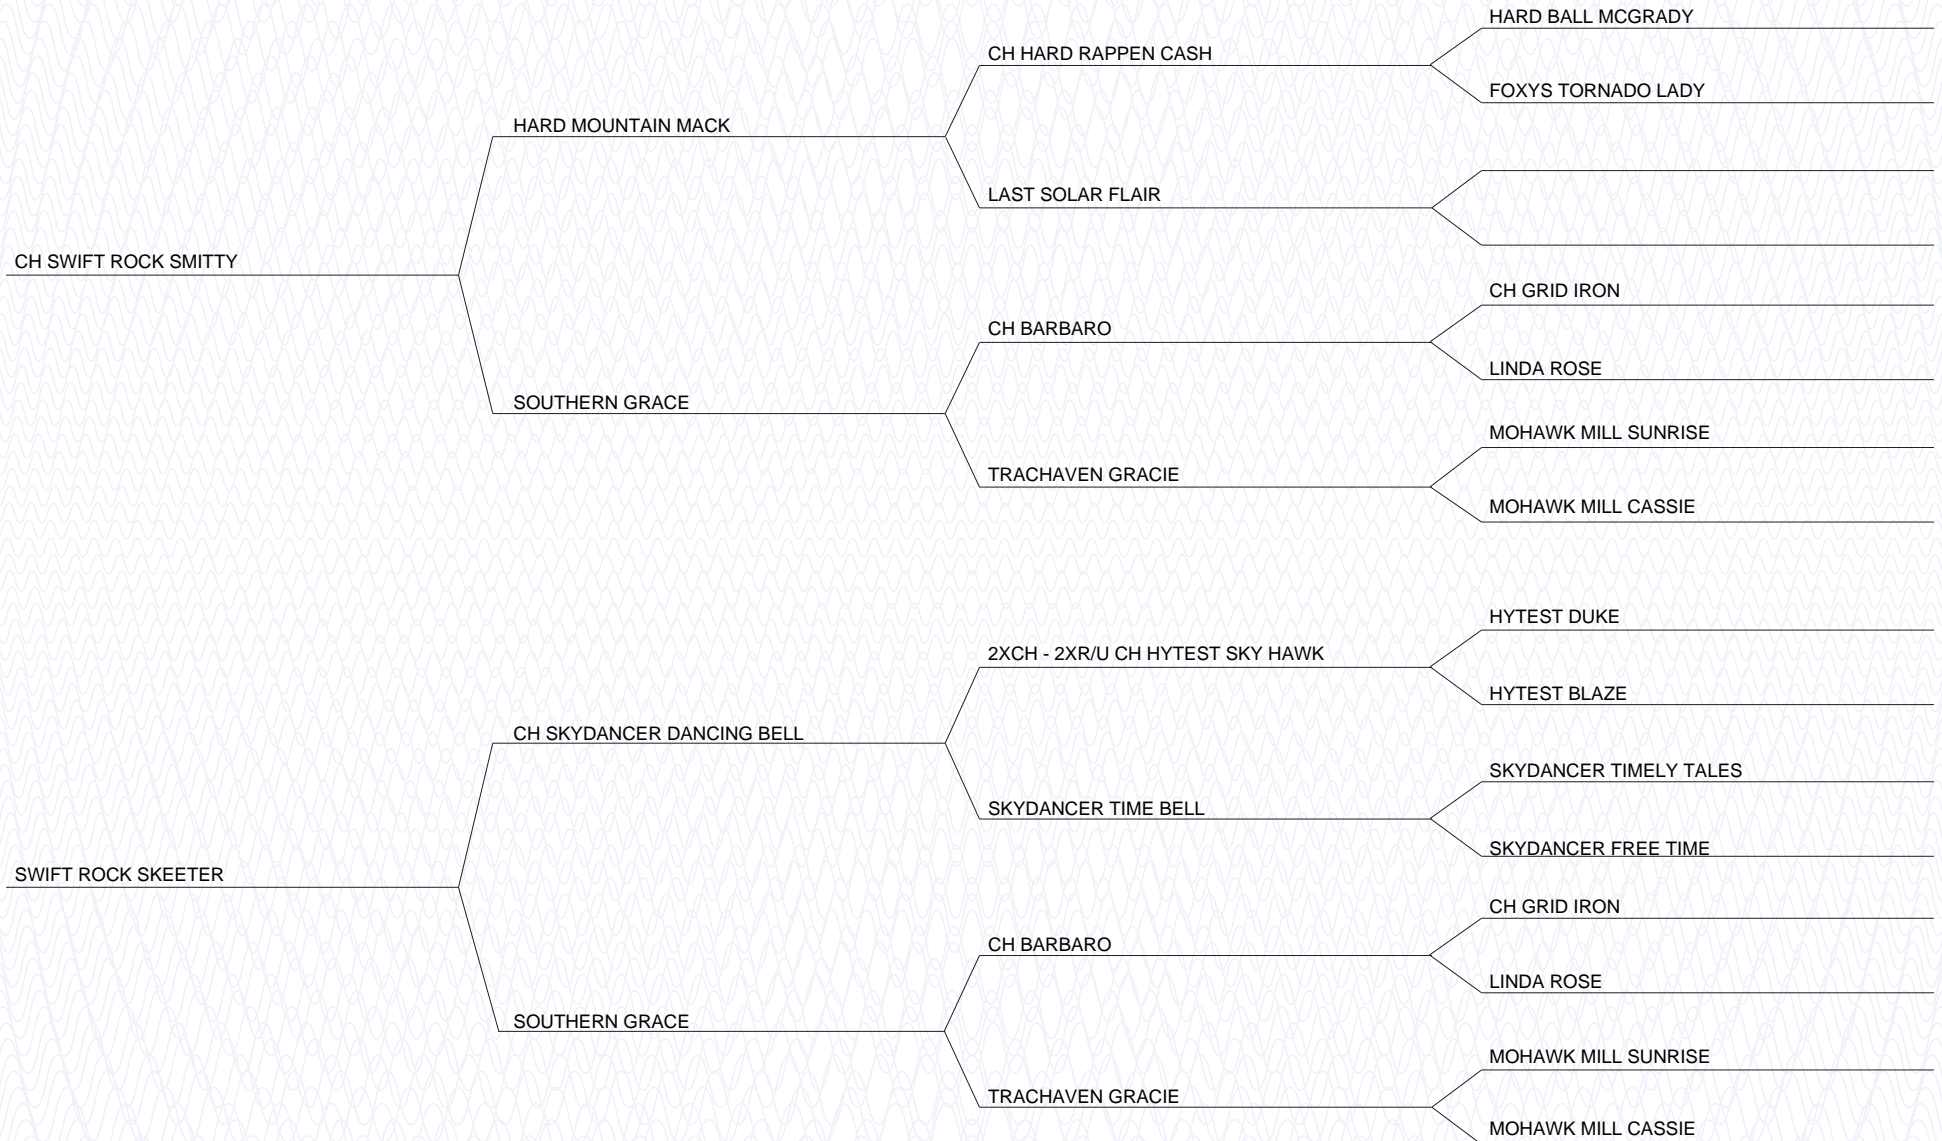 HARD BALL MCGRADY
CH HARD RAPPEN CASH
FOXYS TORNADO LADY
HARD MOUNTAIN MACK
LAST SOLAR FLAIR
CH SWIFT ROCK SMITTY
CH GRID IRON
CH BARBARO
LINDA ROSE
SOUTHERN GRACE
MOHAWK MILL SUNRISE
TRACHAVEN GRACIE
MOHAWK MILL CASSIE
HYTEST DUKE
2XCH - 2XR/U CH HYTEST SKY HAWK
HYTEST BLAZE
CH SKYDANCER DANCING BELL
SKYDANCER TIMELY TALES
SKYDANCER TIME BELL
SKYDANCER FREE TIME
SWIFT ROCK SKEETER
CH GRID IRON
CH BARBARO
LINDA ROSE
SOUTHERN GRACE
MOHAWK MILL SUNRISE
TRACHAVEN GRACIE
MOHAWK MILL CASSIE